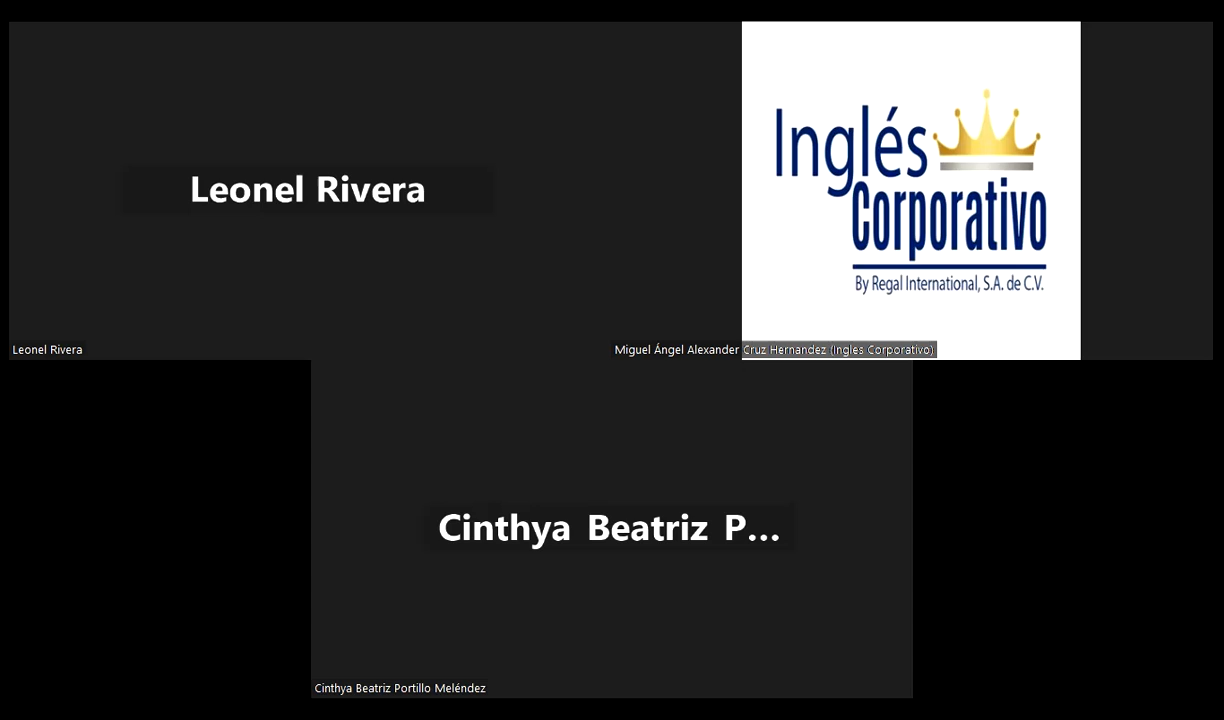 Leonel Rivera
Leonel Rivera
Inglés
Corporativo
By Regal International, S.A. de C.V.
Miguel Ángel Alexander Cruz Hernandez (Ingles Corporativo)
Cinthya Beatriz P...
Cinthya Beatriz Portillo Meléndez